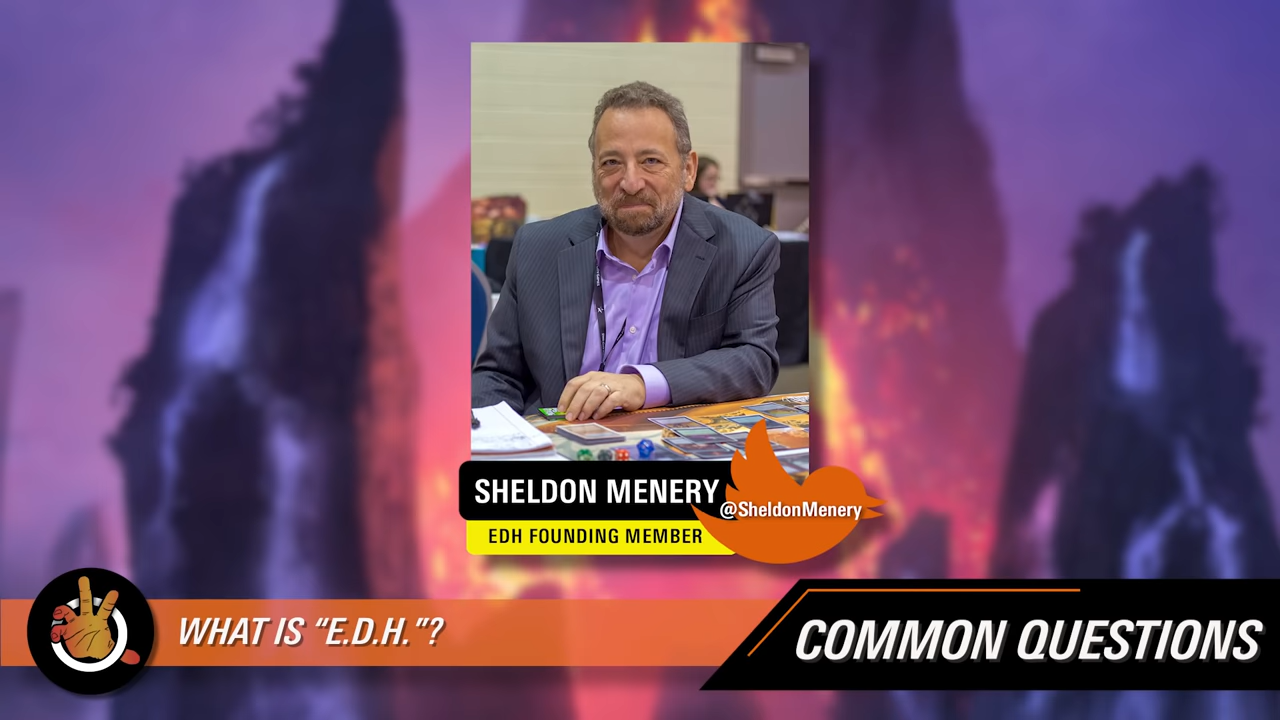 SHELDON MENERY
@SheldonMenery
EDH FOUNDING MEMBER
WHAT IS “E.D.H.“?
COMMON QUESTIONS